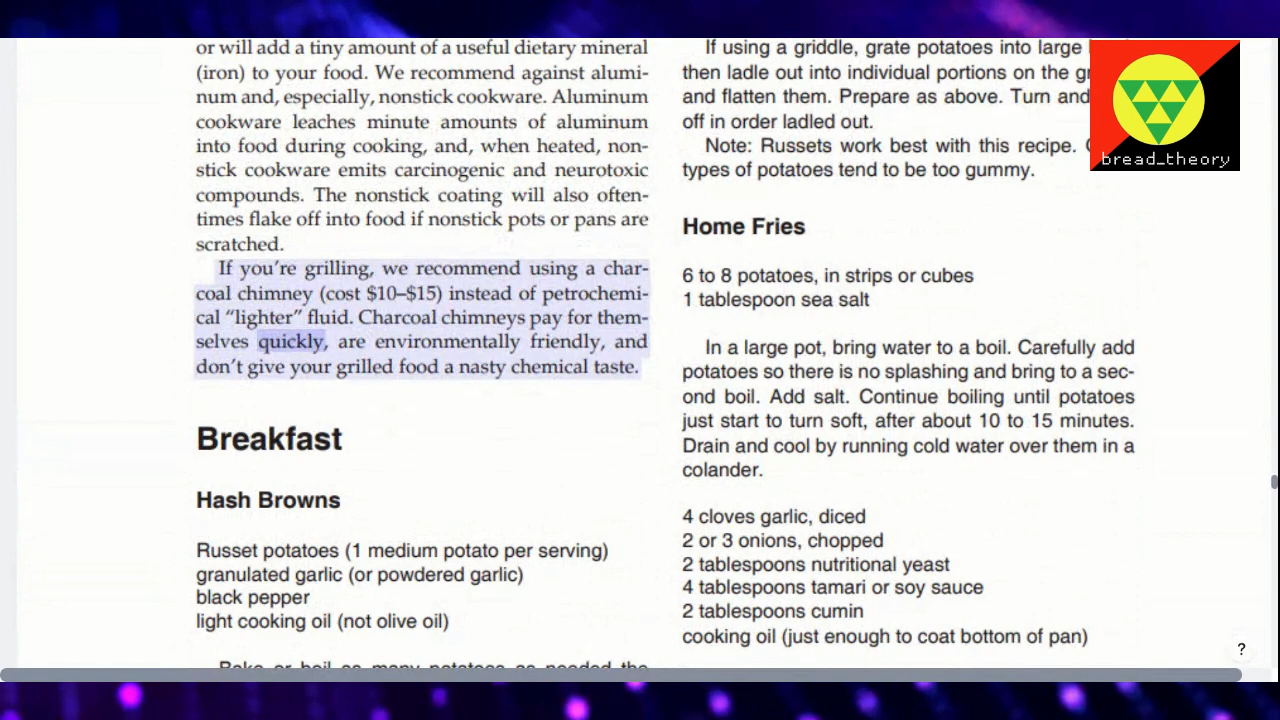 or will add a tiny amount of a useful dietary mineral
(iron) to your food. We recommend against alumi-
num and, especially, nonstick cookware. Aluminum
cookware leaches minute amounts of aluminum
into food during cooking, and, when heated, non-
stick cookware emits carcinogenic and neurotoxic
compounds. The nonstick coating will also often-
times flake off into food if nonstick pots or pans are
scratched.
If you're grilling, we recommend using a char-
coal chimney (cost $10–$15) instead of petrochemi-
cal “lighter” fluid. Charcoal chimneys pay for them-
selves quickly, are environmentally friendly, and
don't give your grilled food a nasty chemical taste.
Breakfast
Hash Browns
Russet potatoes (1 medium potato per serving)
granulated garlic (or powdered garlic)
black pepper
light cooking oil (not olive oil)
Bake or boil as many potatoes as needed the
If using a griddle, grate potatoes into large
then ladle out into individual portions on the
and flatten them. Prepare as above. Turn and
off in order ladled out.
Note: Russets work best with this recipe.
types of potatoes tend to be too gummy.
Home Fries
6 to 8 potatoes, in strips or cubes
1 tablespoon sea salt
In a large pot, bring water to a boil. Carefully add
potatoes so there is no splashing and bring to a sec-
ond boil. Add salt. Continue boiling until potatoes
just start to turn soft, after about 10 to 15 minutes.
Drain and cool by running cold water over them in a
colander.
4 cloves garlic, diced
2 or 3 onions, chopped
2 tablespoons nutritional yeast
4 tablespoons tamari or soy sauce
2 tablespoons cumin
cooking oil (just enough to coat bottom of pan)
bread_theory
?